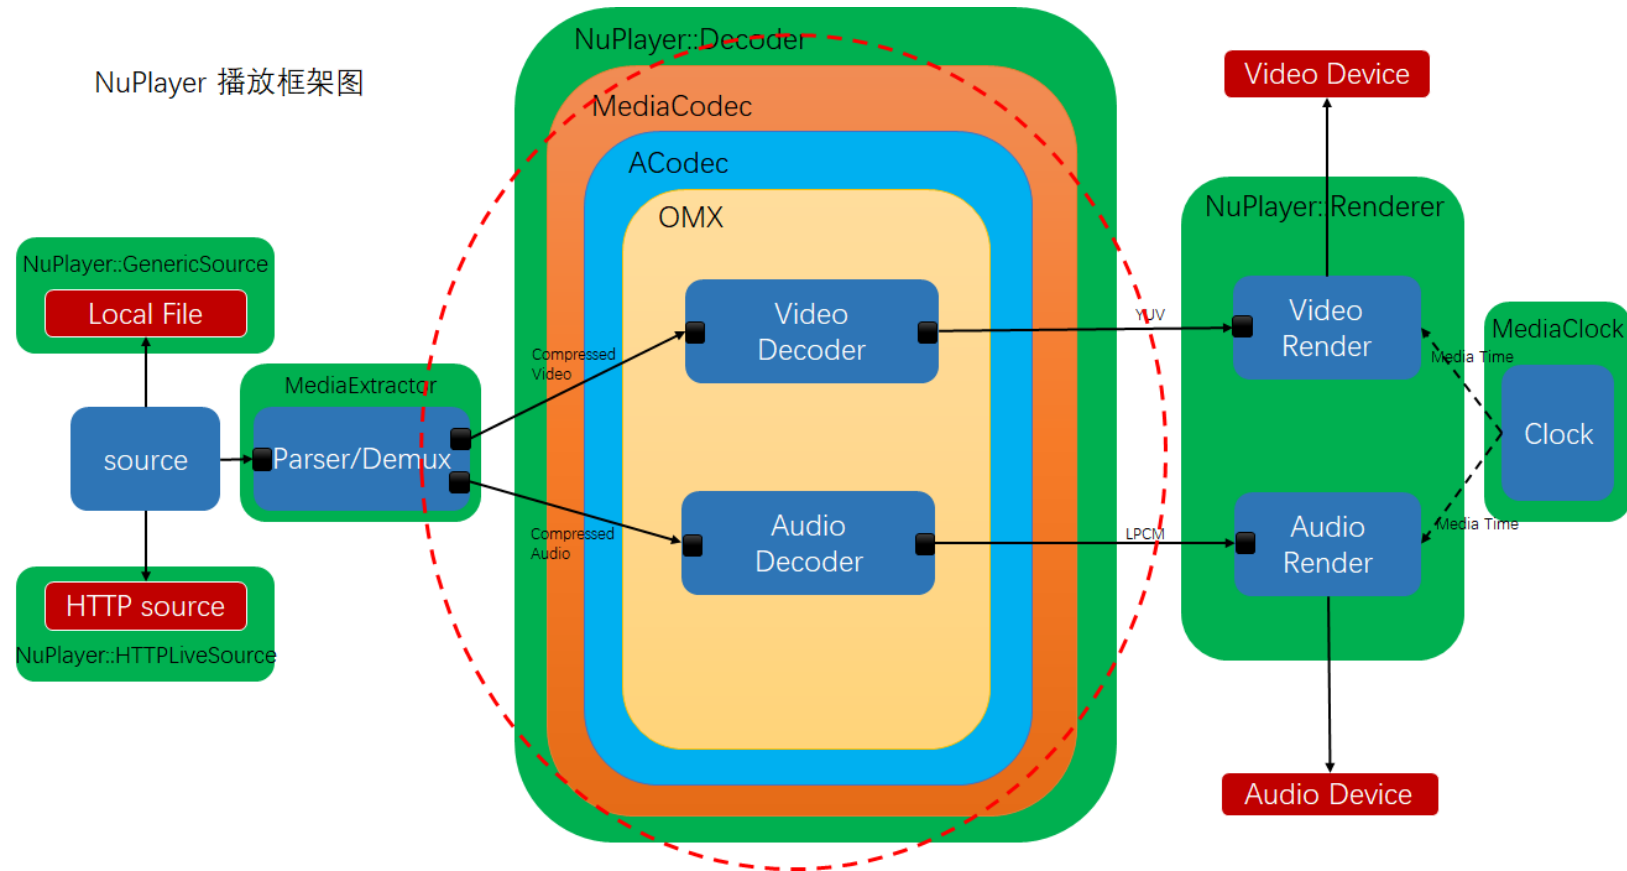 NuPlayer 播放框架图
NuPlayer::GenericSource
Local File
source
HTTP source
NuPlayer::HTTPLiveSource
MediaExtractor
Parser/Demux
Compressed
Video
Compressed
Audio
NuPlayer::Decoder
MediaCodec
ACodec
OMX
Video
Decoder
Audio
Decoder
YUV
LPCM
Video Device
NuPlayer::Renderer
Video
Render
Audio
Render
Audio Device
Media Time
Media Time
MediaClock
Clock